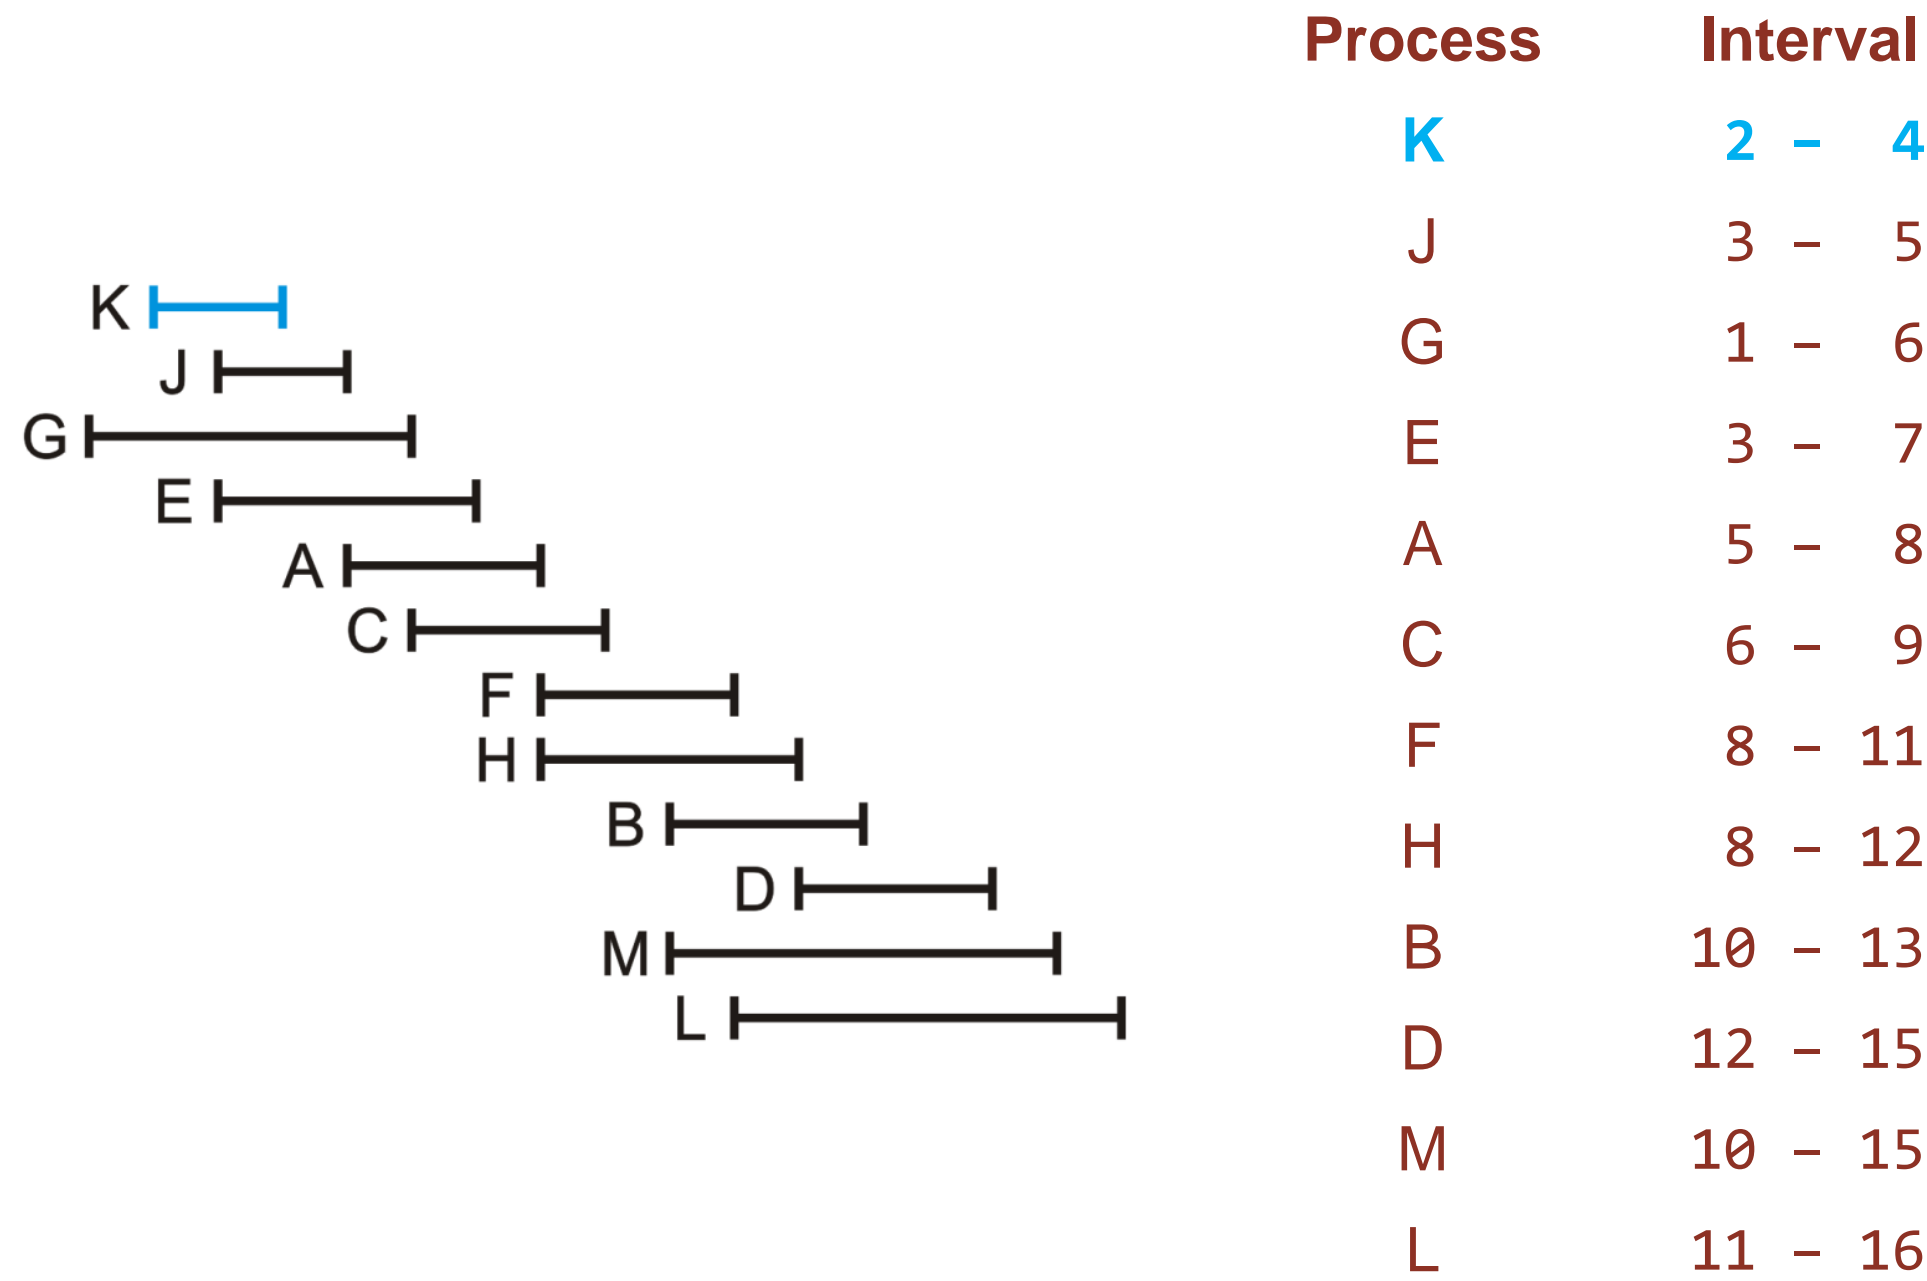 Process Interval
K 2 - 4
J 3 - 5
G 1 - 6
E 3 - 7
A 5 - 8
C 6 - 9
F 8 - 11
H 8 - 12
B 10 - 13
D 12 - 15
M 10 - 15
L 11 - 16
K
J
G
E
A
C
F
H
B
D
M
L